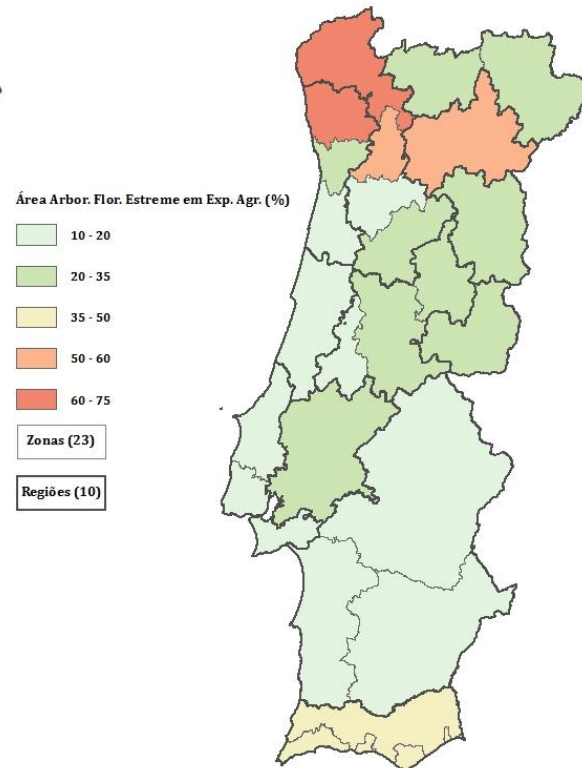 Área Arbor. Flor. Estreme em Exp. Agr. (%)
10 - 20
20 - 35
35 - 50
50 - 60
60 - 75
Zonas (23)
Regiões (10)